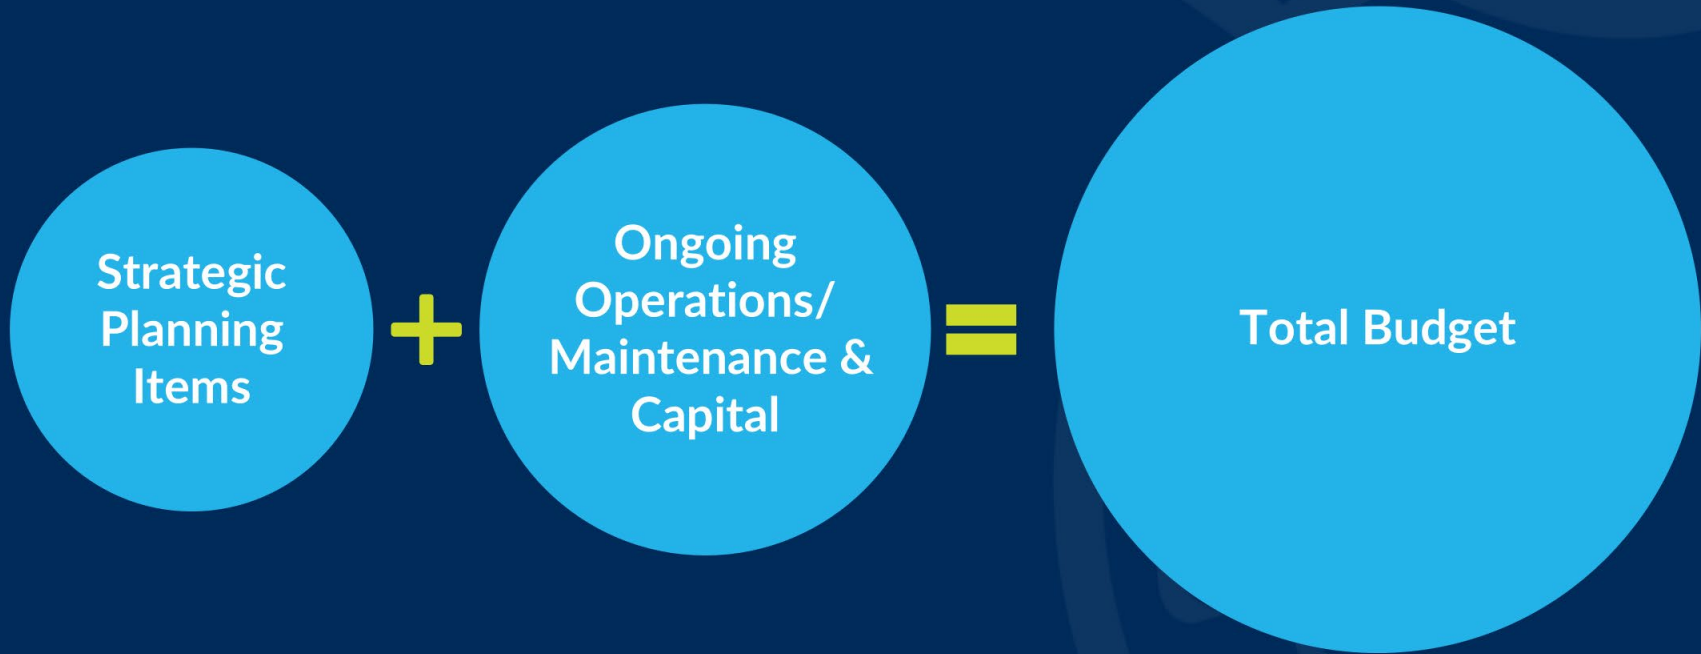 Strategic
Planning
Items
+
Ongoing
Operations/
Maintenance &
Capital
=
Total Budget